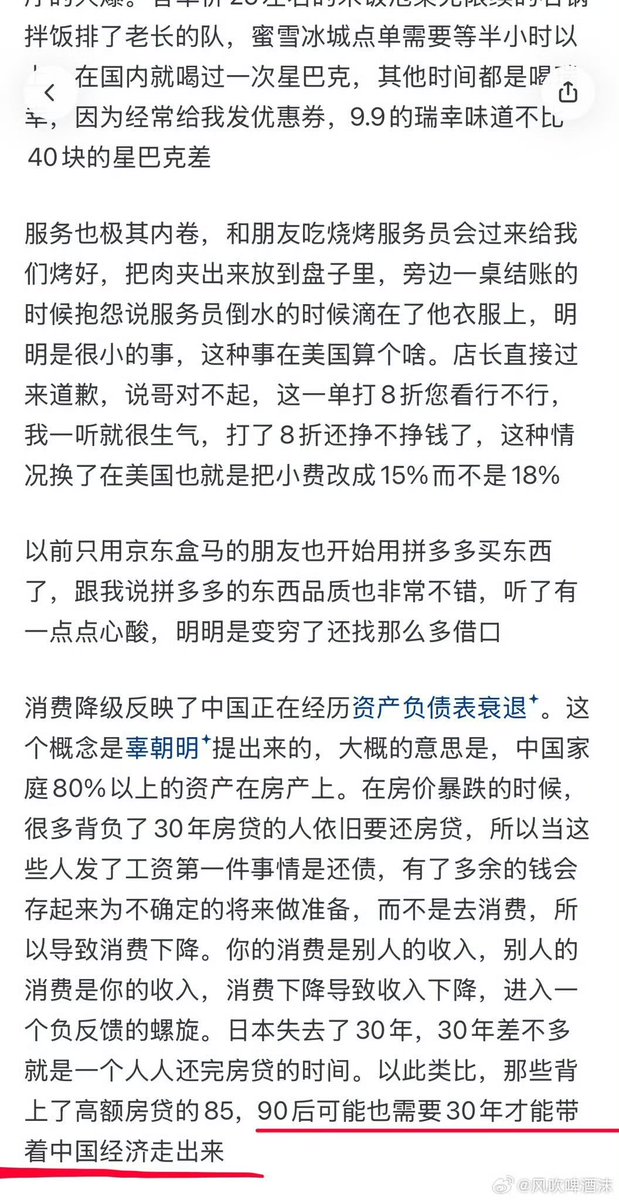 拌饭排了老长的队，蜜雪冰城点单需要等半小时以
在国内就喝过一次星巴克，其他时间都是喝
，因为经常给我发优惠券，9.9的瑞幸味道不比
40块的星巴克差
服务也极其内卷，和朋友吃烧烤服务员会过来给我
们烤好，把肉夹出来放到盘子里，旁边一桌结账的
时候抱怨说服务员倒水的时候滴在了他衣服上，明
明是很小的事，这种事在美国算个啥。店长直接过
来道歉，说哥对不起，这一单打8折您看行不行，
我一听就很生气，打了8折还挣不挣钱了，这种情
况换了在美国也就是把小费改成15%而不是18%
以前只用京东盒马的朋友也开始用拼多多买东西
了，跟我说拼多多的东西品质也非常不错，听了有
一点点心酸，明明是变穷了还找那么多借口
消费降级反映了中国正在经历资产负债表衰退。这
个概念是辜朝明提出来的，大概的意思是，中国家
庭80%以上的资产在房产上。在房价暴跌的时候，
很多背负了30年房贷的人依旧要还房贷，所以当这
些人发了工资第一件事情是还债，有了多余的钱会
存起来为不确定的将来做准备，而不是去消费，所
以导致消费下降。你的消费是别人的收入，别人的
消费是你的收入，消费下降导致收入下降，进入一
个负反馈的螺旋。日本失去了30年，30年差不多
就是一个人人还完房贷的时间。以此类比，那些背
上了高额房贷的85，90后可能也需要30年才能带
着中国经济走出来
@风吹啤酒沫